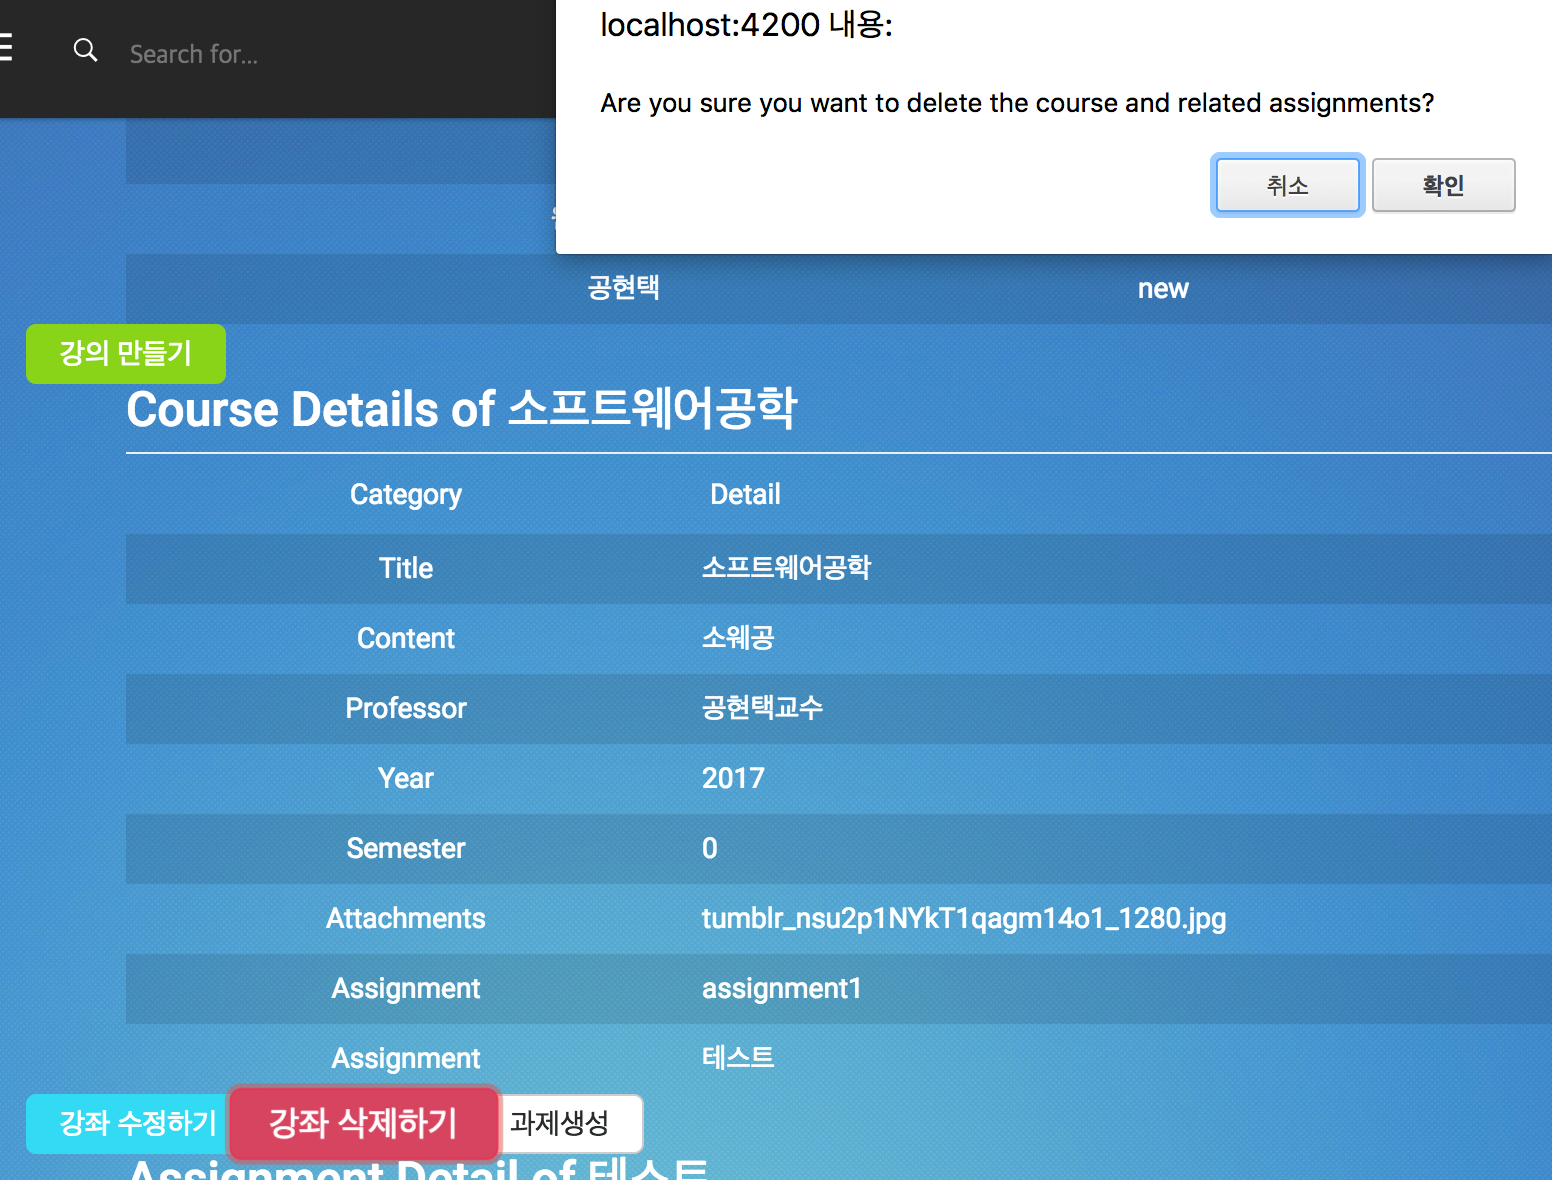 Search for...
localhost:4200 내용:
Are you sure you want to delete the course and related assignments?
취소 확인
공현택 new
강의 만들기
Course Details of 소프트웨어공학
Category Detail
Title 소프트웨어공학
Content 소웨공
Professor 공현택교수
Year 2017
Semester 0
Attachments tumblr_nsu2p1NYkT1qagm14o1_1280.jpg
Assignment assignment1
Assignment 테스트
강좌 수정하기 강좌 삭제하기 과제생성
Assignment Detail of 테스트